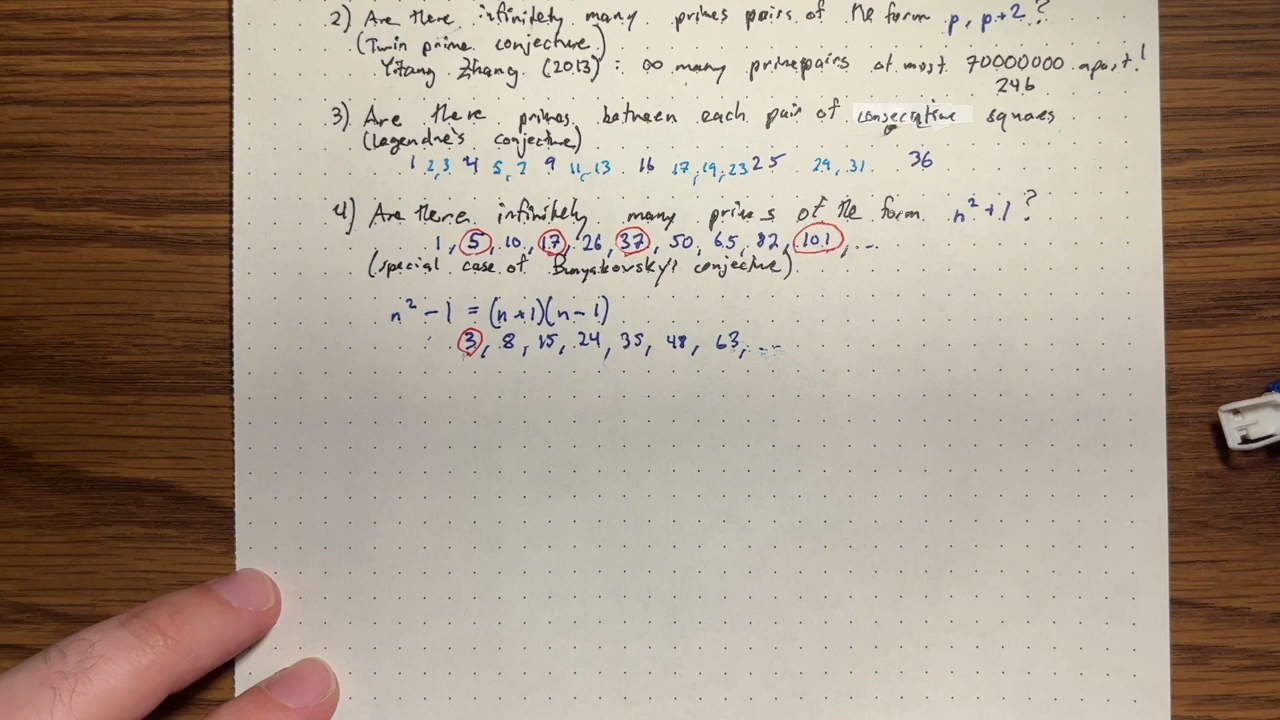 2) Are there infinitely many primes pairs of the form p, p+2?
(Twin prime conjecture)
Yitang Zhang (2013): ∞ many prime pairs at most 70000000 apart!
246
3) Are there primes between each pair of consecutive squares
(Legendre's conjecture)
1 2,3 4 5,7 9 11,13 16 17,19,23 25 29,31 36
4) Are there infinitely many primes of the form n²+1?
1, 5, 10, 17, 26, 37, 50, 65, 82, 101, ...
(special case of Bunyakovsky's conjecture)
n² - 1 = (n+1)(n-1)
3, 8, 15, 24, 35, 48, 63, ...